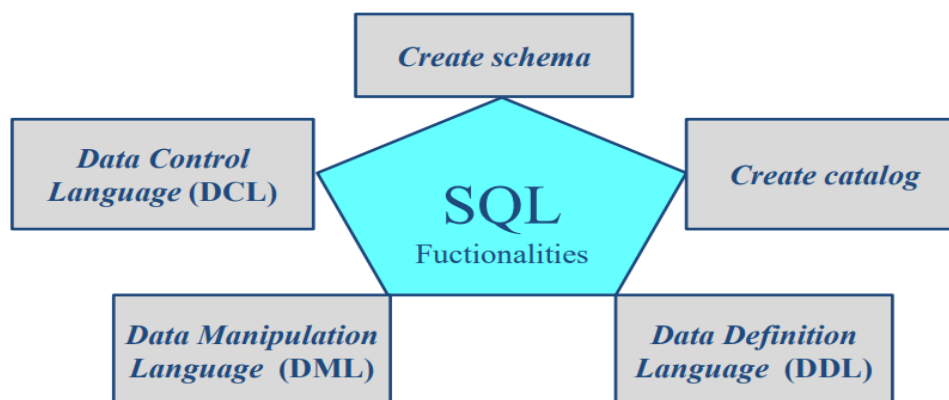 Create schema
Data Control
Language (DCL)
Create catalog
SQL
Fuctionalities
Data Manipulation
Language (DML)
Data Definition
Language (DDL)